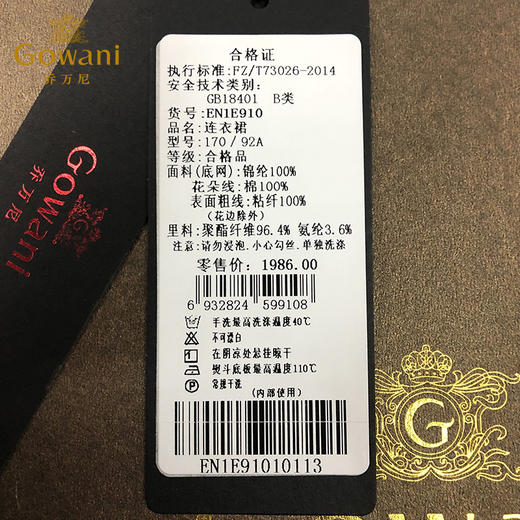 Gowani
乔万尼
Gowani
乔万尼
合格证
执行标准:FZ/T73026-2014
安全技术类别:
GB18401 B类
货号:EN1E910
品名:连衣裙
型号:170/92A
等级:合格品
面料(底网):锦纶100%
花朵线:棉100%
表面粗线:粘纤100%
(花边除外)
里料:聚酯纤维96.4% 氨纶3.6%
注意:请勿浸泡.小心勾丝.单独洗涤
零售价:1986.00
6 932824 599108
手洗最高洗涤温度40℃
不可漂白
在阴凉处悬挂晾干
熨斗底板最高温度110℃
常规干洗
(内部使用)
EN1E91010113
G